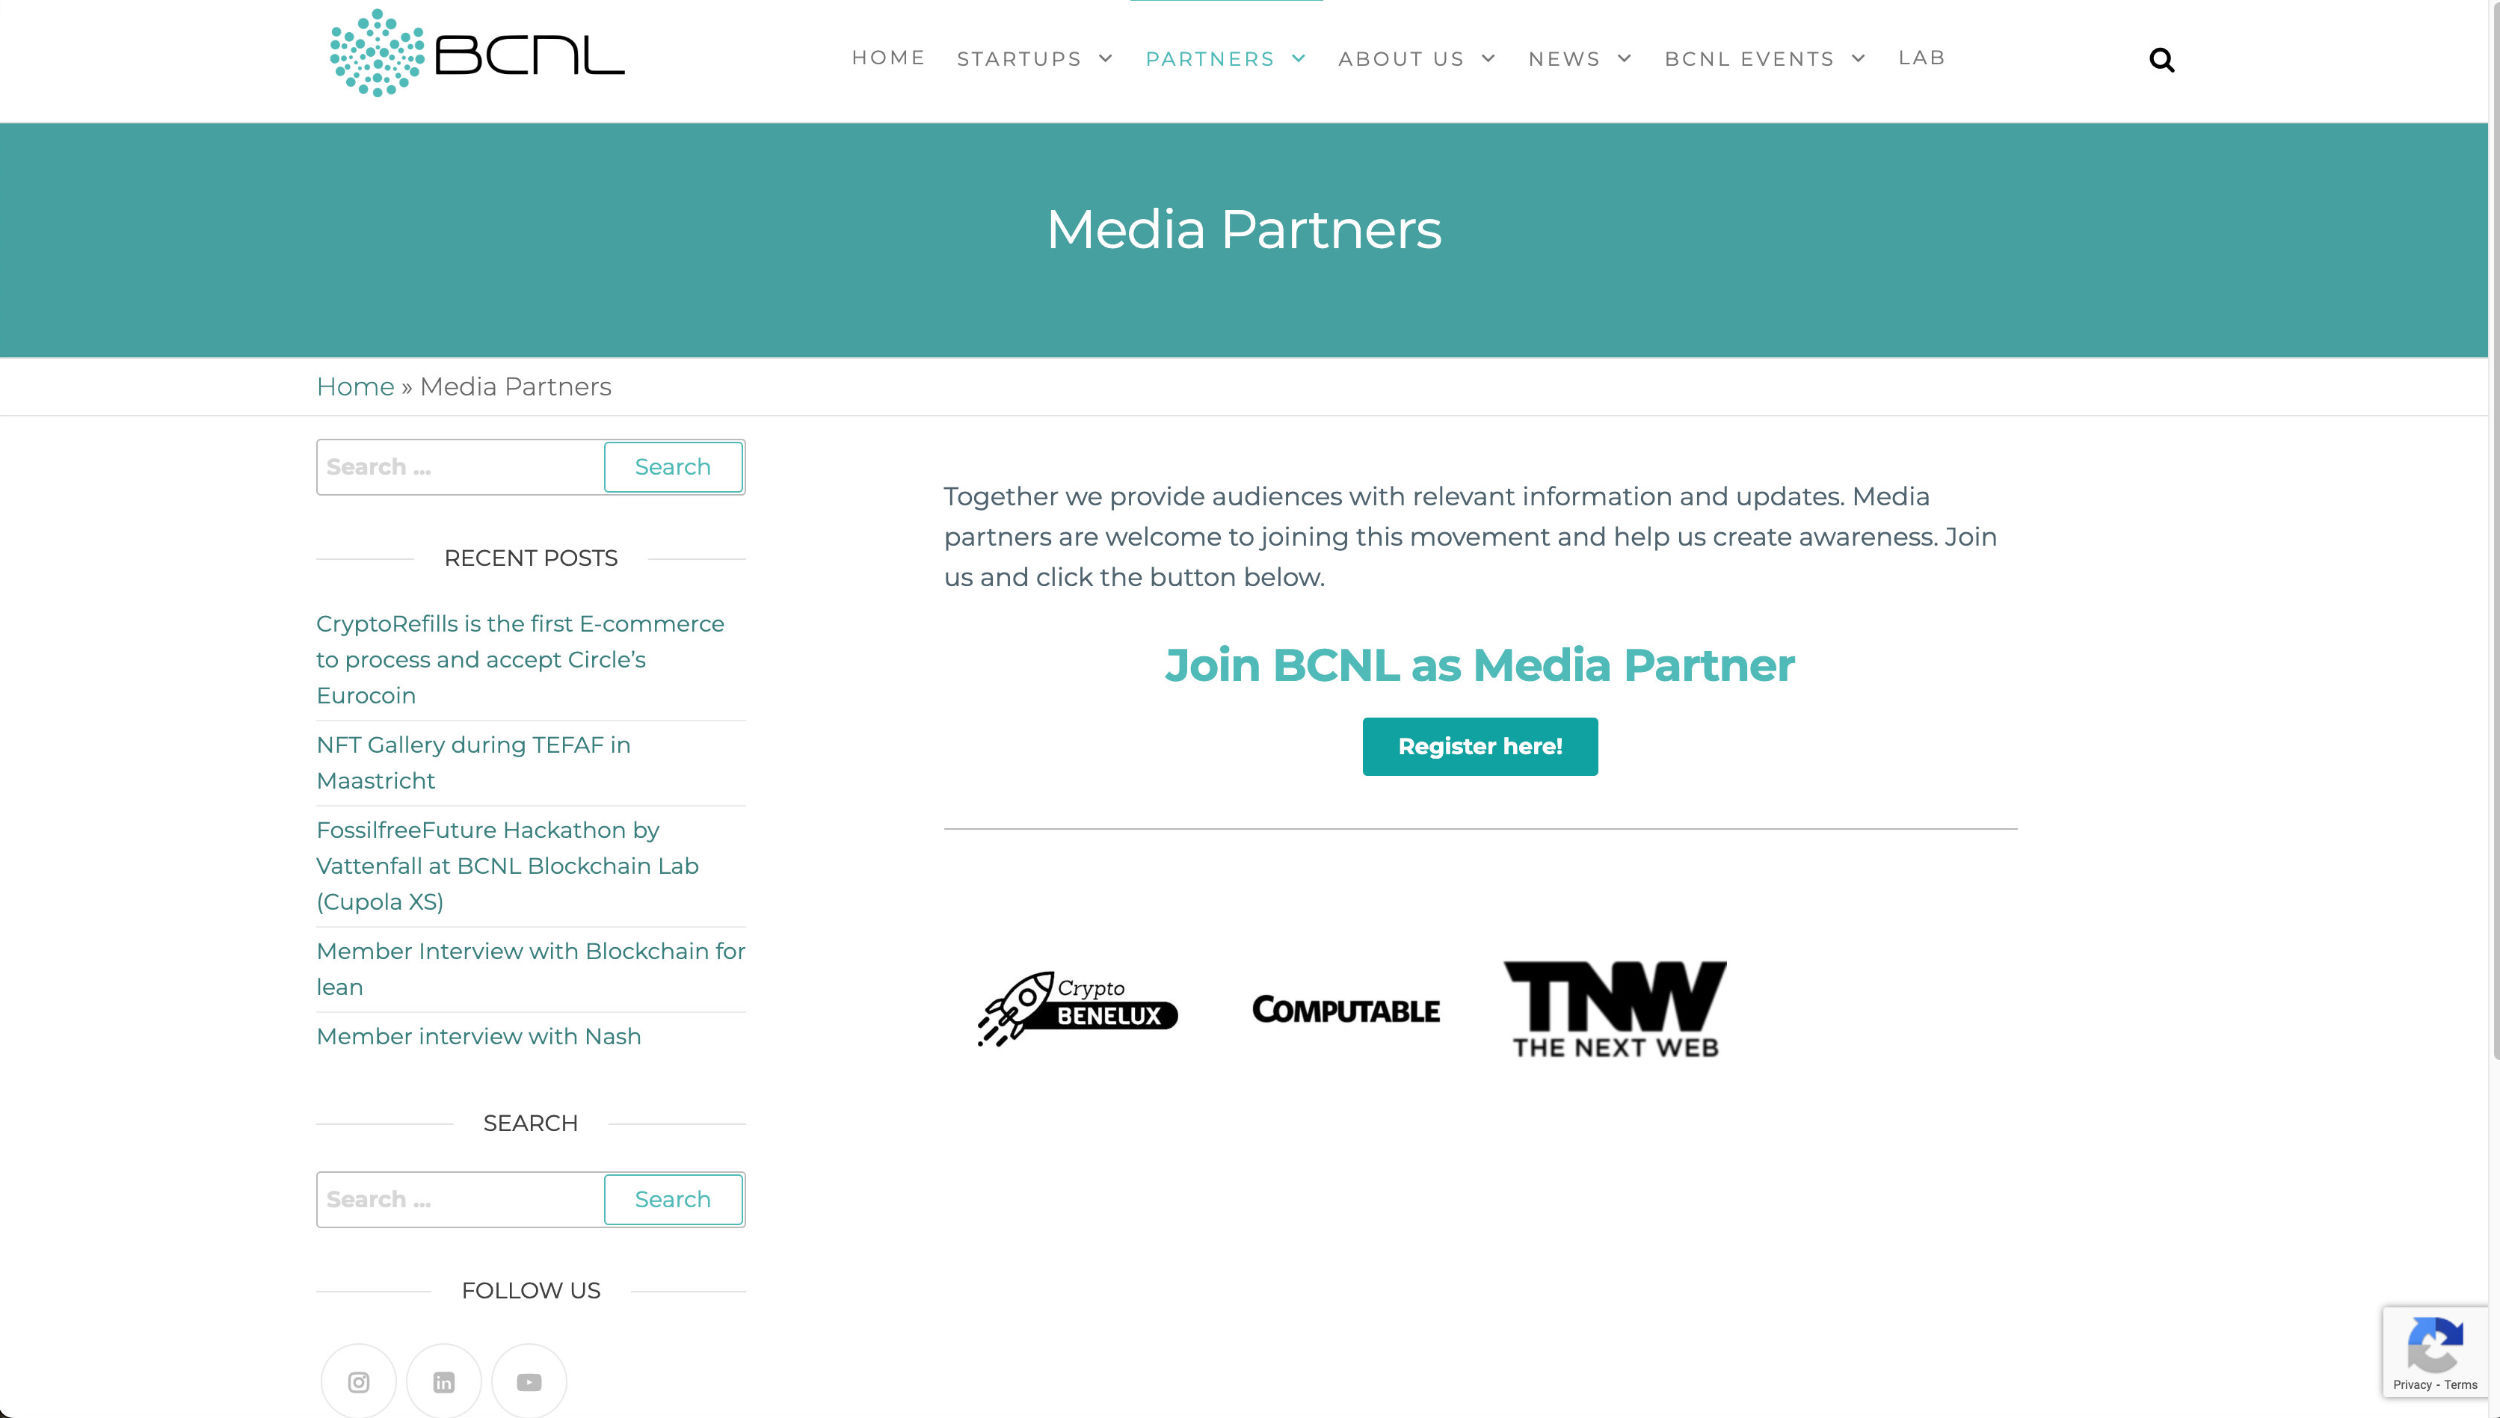 BCNL
HOME
STARTUPS
PARTNERS
ABOUT US
NEWS
BCNL EVENTS
LAB
Media Partners
Home » Media Partners
Search ...
Search
RECENT POSTS
CryptoRefills is the first E-commerce
to process and accept Circle’s
Eurocoin
NFT Gallery during TEFAF in
Maastricht
FossilfreeFuture Hackathon by
Vattenfall at BCNL Blockchain Lab
(Cupola XS)
Member Interview with Blockchain for
lean
Member interview with Nash
SEARCH
Search ...
Search
FOLLOW US
in
Together we provide audiences with relevant information and updates. Media
partners are welcome to joining this movement and help us create awareness. Join
us and click the button below.
Join BCNL as Media Partner
Register here!
Crypto
BENELUX
COMPUTABLE
TNW
THE NEXT WEB
Privacy - Terms